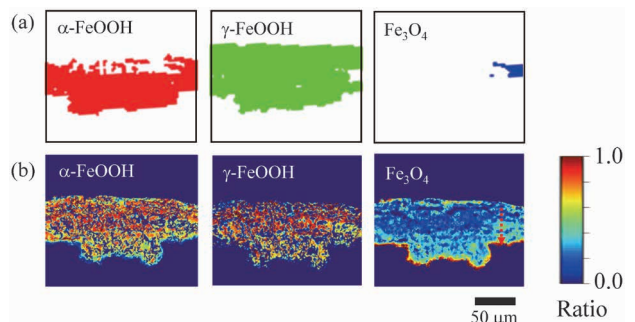 (a)
α-FeOOH γ-FeOOH Fe₃O₄
(b)
α-FeOOH γ-FeOOH Fe₃O₄
1.0
0.0
50 μm
Ratio